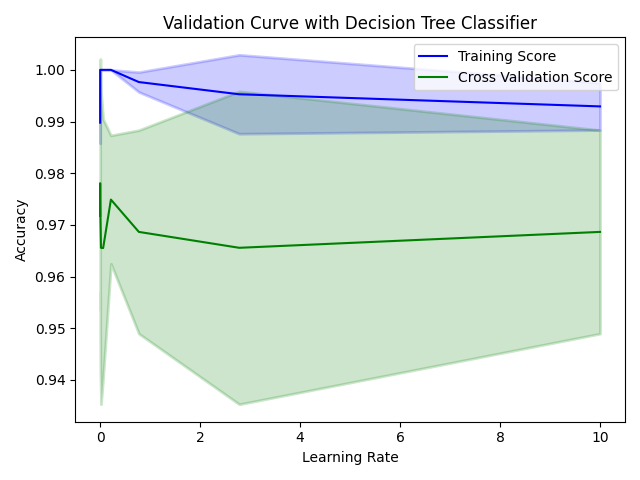 Validation Curve with Decision Tree Classifier
Training Score
Cross Validation Score
1.00
0.99
0.98
0.97
0.96
0.95
0.94
Accuracy
0 2 4 6 8 10
Learning Rate